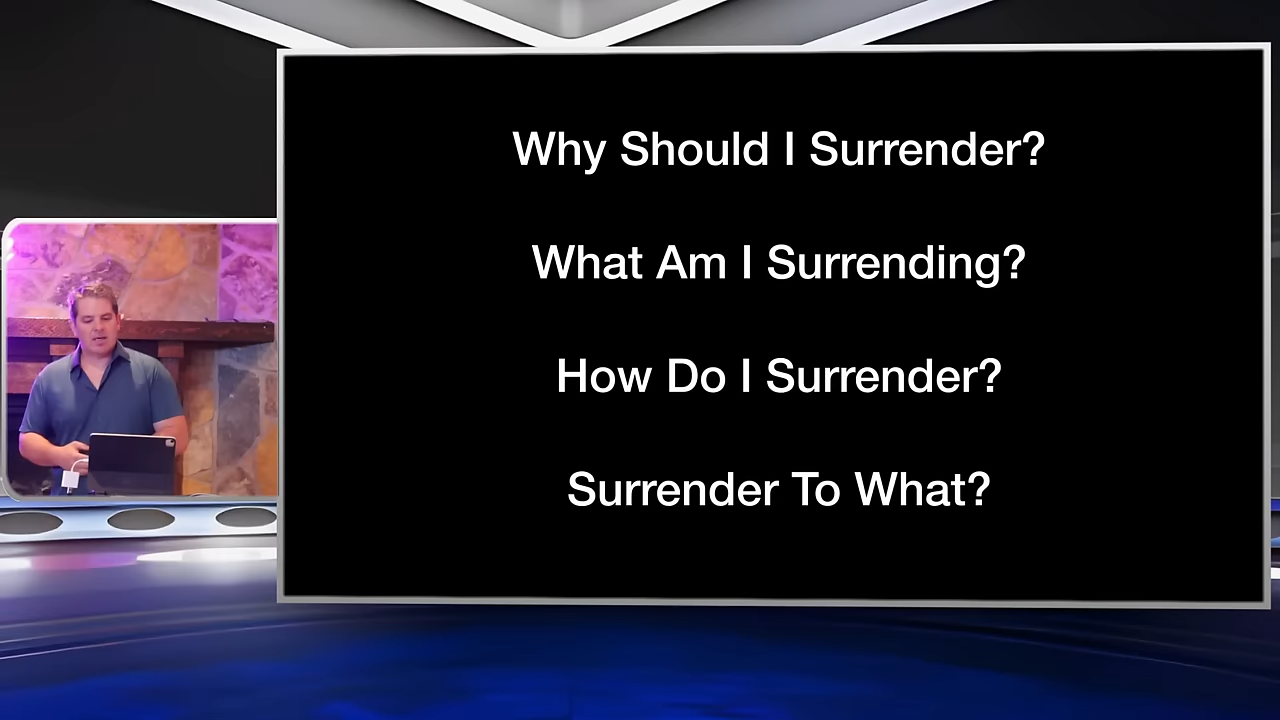 Why Should I Surrender?
What Am I Surrending?
How Do I Surrender?
Surrender To What?